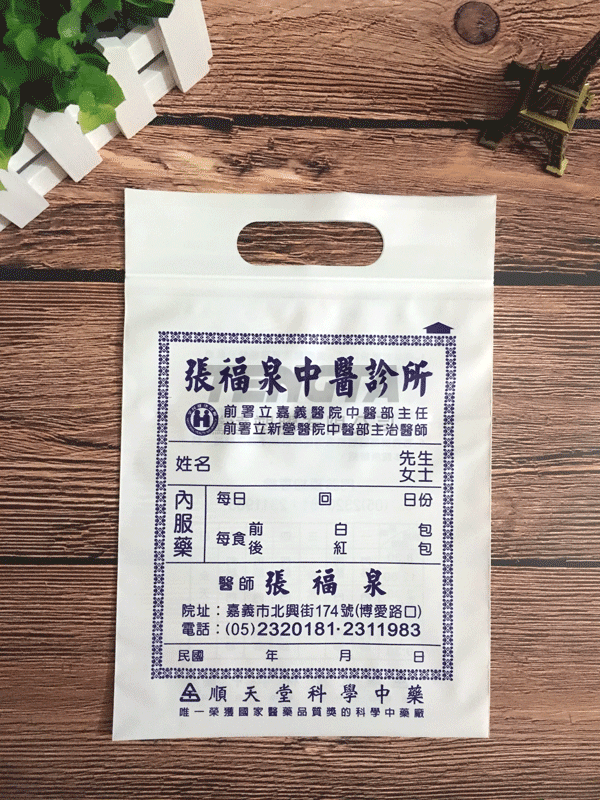 張福泉中醫診所
TENGYA
前署立嘉義醫院中醫部主任
前署立新營醫院中醫部主治醫師
姓名 先生
女士
內服藥
每日 回 日份
每食 前 白 包
後 紅 包
醫師 張福泉
院址：嘉義市北興街174號(博愛路口)
電話：(05)2320181·2311983
民國 年 月 日
順天堂科學中藥
唯一榮獲國家醫藥品質獎的科學中藥廠